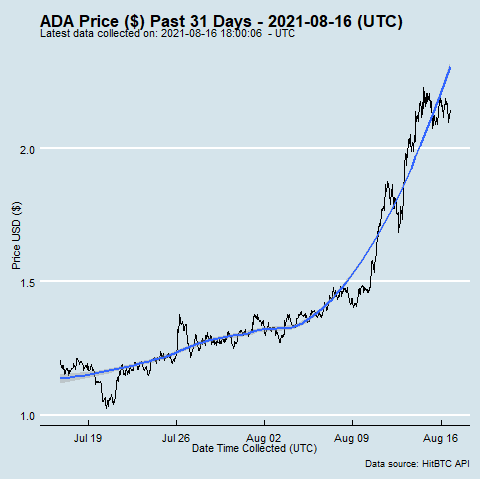 ADA Price ($) Past 31 Days - 2021-08-16 (UTC)
Latest data collected on: 2021-08-16 18:00:06  - UTC
Price USD ($)
2.0
1.5
1.0
Jul 19
Jul 26
Aug 02
Aug 09
Aug 16
Date Time Collected (UTC)
Data source: HitBTC API